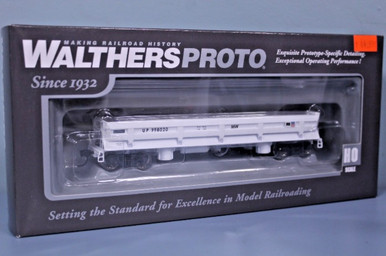 MAKING RAILROAD HISTORY
WALTHERSPROTO.
Since 1932
Exquisite Prototype-Specific Detailing,
Exceptional Operating Performance!
HO
SCALE
Setting the Standard for Excellence in Model Railroading